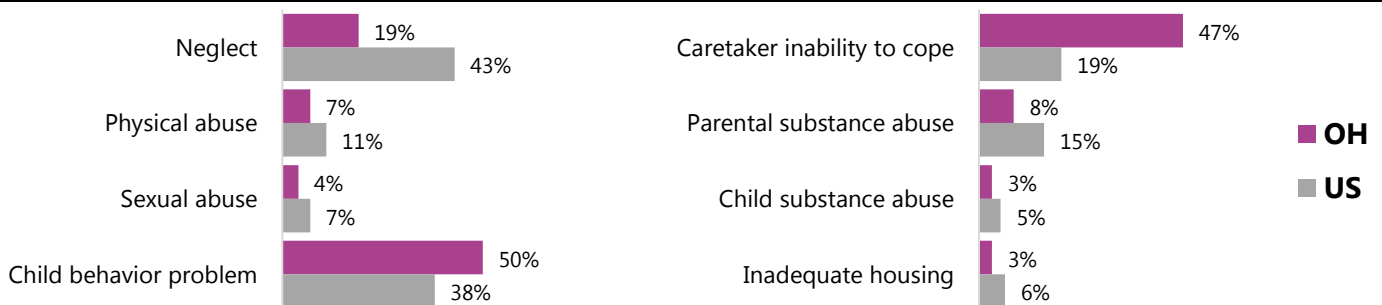 Neglect
19%
43%
Physical abuse
7%
11%
Sexual abuse
4%
7%
Child behavior problem
50%
38%
Caretaker inability to cope
47%
19%
Parental substance abuse
8%
15%
Child substance abuse
3%
5%
Inadequate housing
3%
6%
OH
US